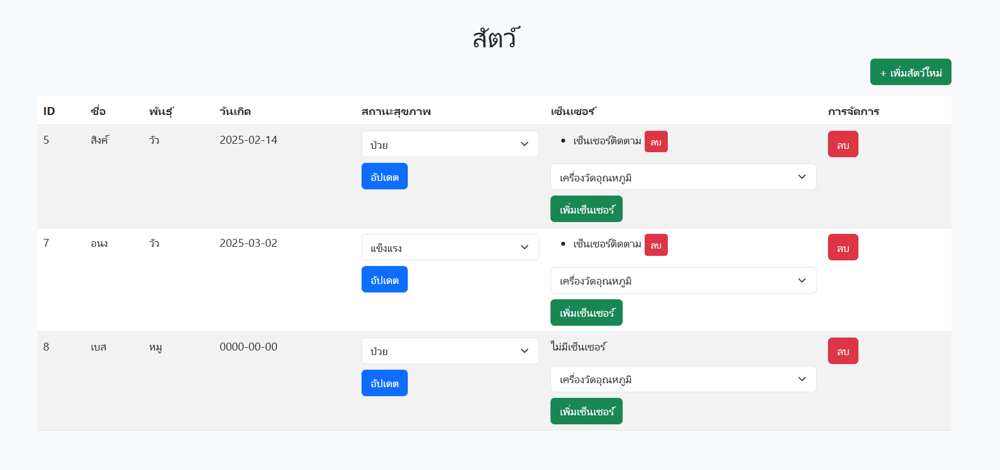 สัตว์
+ เพิ่มสัตว์ใหม่
ID ชื่อ พันธุ์ วันเกิด สถานะสุขภาพ เซ็นเซอร์ การจัดการ
5 สิงค์ วัว 2025-02-14 ป่วย เซ็นเซอร์ติดตาม ลบ ลบ
อัปเดต เครื่องวัดอุณหภูมิ
เพิ่มเซ็นเซอร์
7 อนง วัว 2025-03-02 แข็งแรง เซ็นเซอร์ติดตาม ลบ ลบ
อัปเดต เครื่องวัดอุณหภูมิ
เพิ่มเซ็นเซอร์
8 เบส หมู 0000-00-00 ป่วย ไม่มีเซ็นเซอร์ ลบ
อัปเดต เครื่องวัดอุณหภูมิ
เพิ่มเซ็นเซอร์